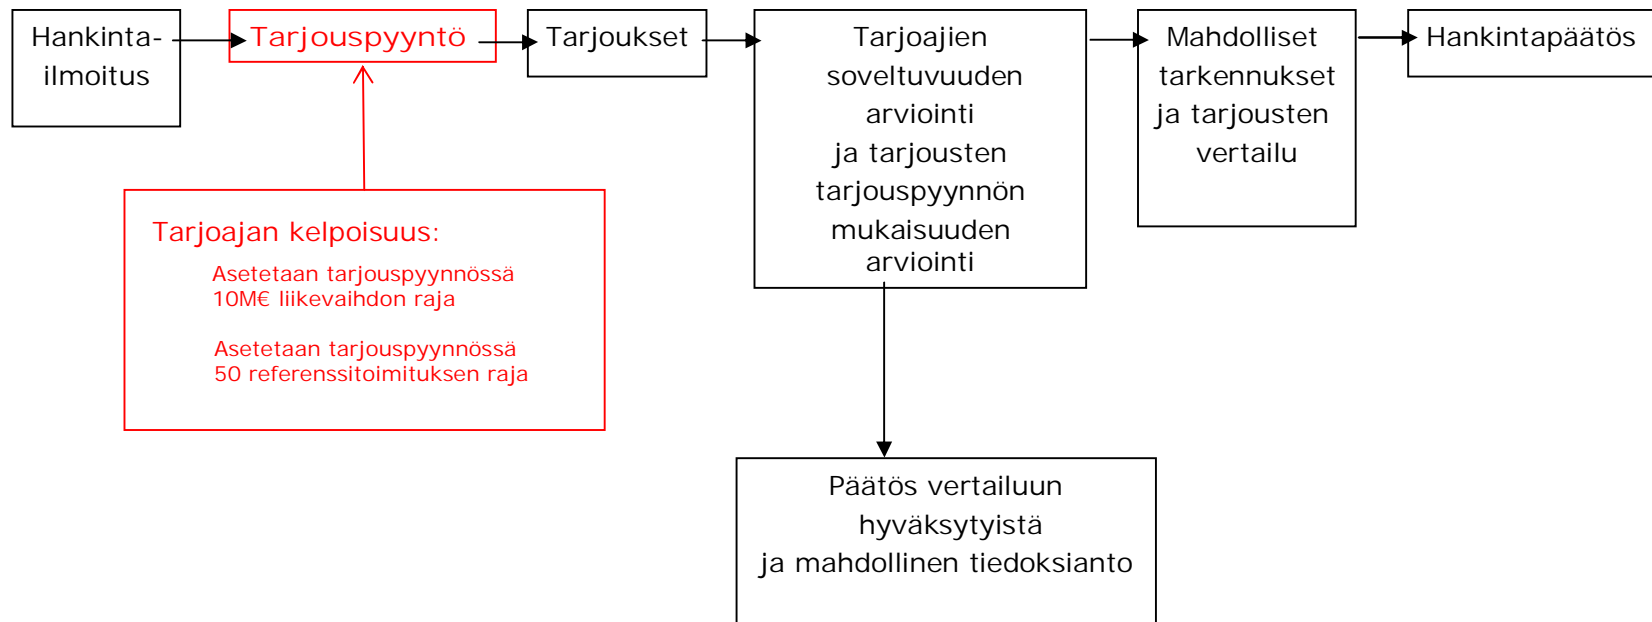 Hankinta-
ilmoitus
Tarjouspyyntö
Tarjoukset
Tarjoajien
soveltuvuuden
arviointi
ja tarjousten
tarjouspyynnön
mukaisuuden
arviointi
Mahdolliset
tarkennukset
ja tarjousten
vertailu
Hankintapäätös
Tarjoajan kelpoisuus:
Asetetaan tarjouspyynnössä
10M€ liikevaihdon raja
Asetetaan tarjouspyynnössä
50 referenssitoimituksen raja
Päätös vertailuun
hyväksytyistä
ja mahdollinen tiedoksianto